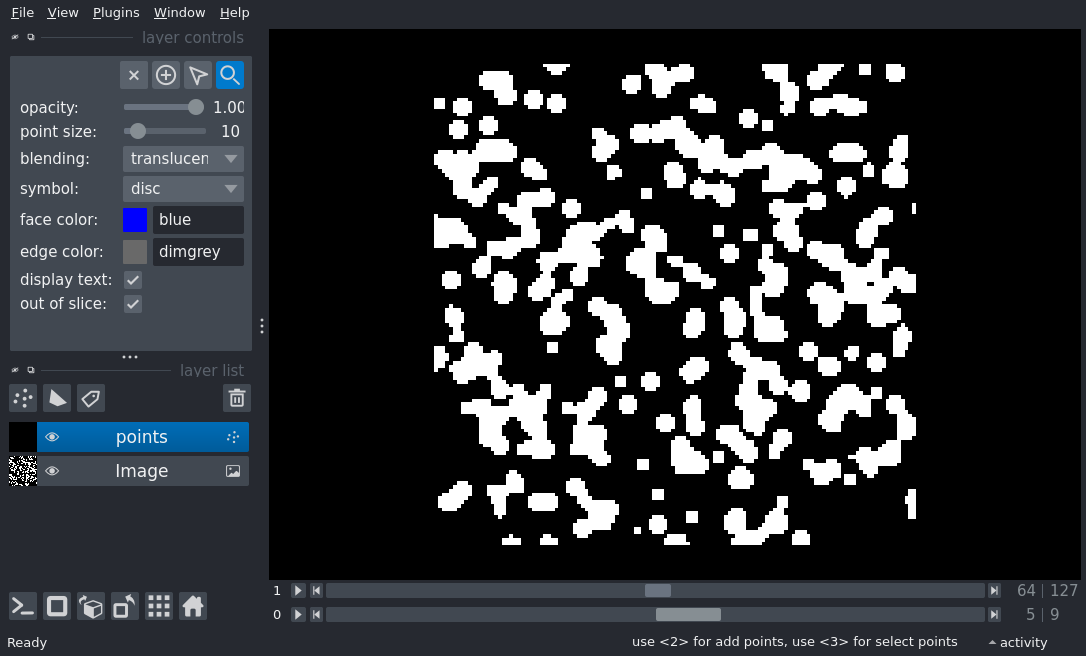 File View Plugins Window Help
layer controls
opacity: 1.00
point size: 10
blending: translucen
symbol: disc
face color: blue
edge color: dimgrey
display text:
out of slice:
layer list
points
Image
1 64 | 127
0 5 | 9
Ready use <2> for add points, use <3> for select points activity